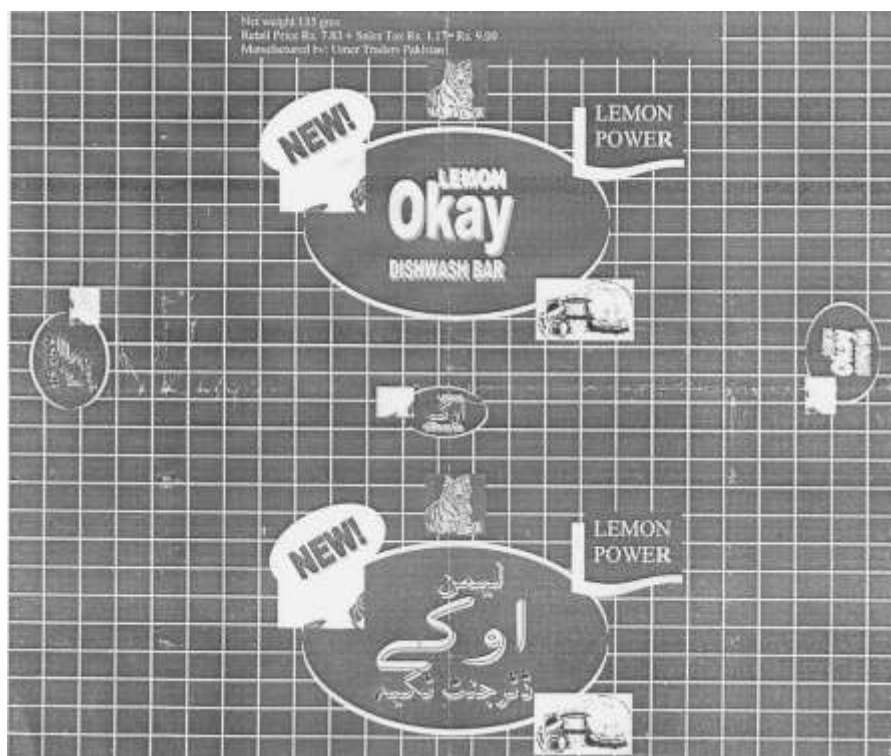 Net weight 135 gms
Retail Price Rs. 7.83 + Sales Tax Rs. 1.17= Rs. 9.00
Manufactured by: Umer Traders Pakistan
NEW!
LEMON
POWER
LEMON
Okay
DISHWASH BAR
Okay
NEW!
LEMON
POWER
لیمن
اوکے
ڈٹرجنٹ ٹکیہ